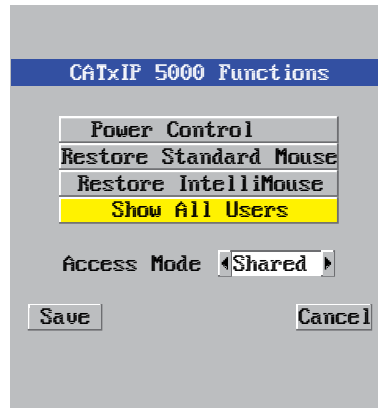 CATxIP 5000 Functions
Power Control
Restore Standard Mouse
Restore IntelliMouse
Show All Users
Access Mode Shared
Save Cancel